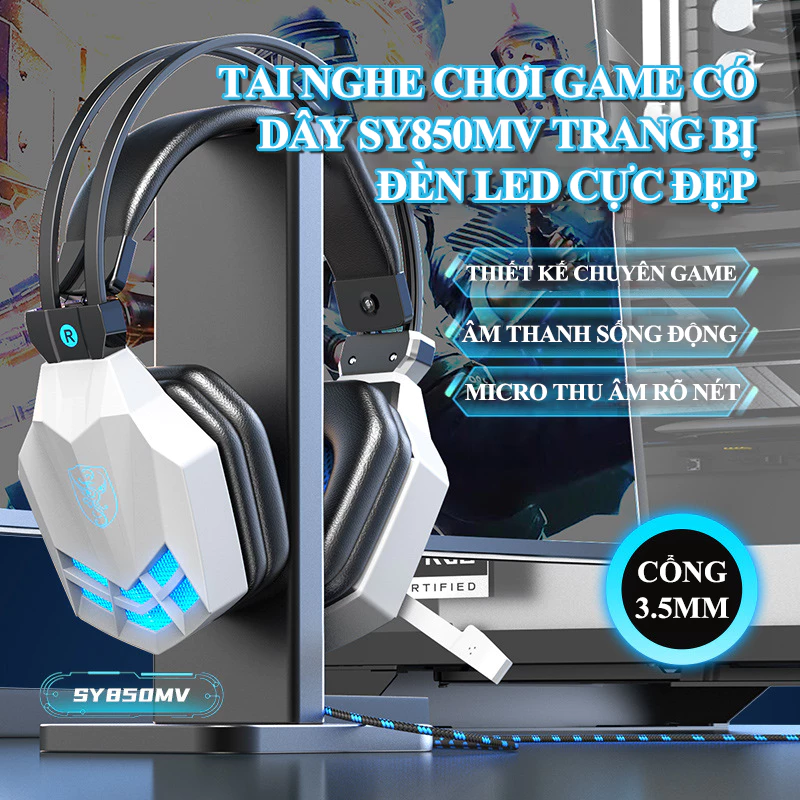 TAI NGHE CHƠI GAME CÓ
DÂY SY850MV TRANG BỊ
ĐÈN LED CỰC ĐẸP
THIẾT KẾ CHUYÊN GAME
ÂM THANH SỐNG ĐỘNG
MICRO THU ÂM RÕ NÉT
R
CỔNG
3.5MM
SY850MV